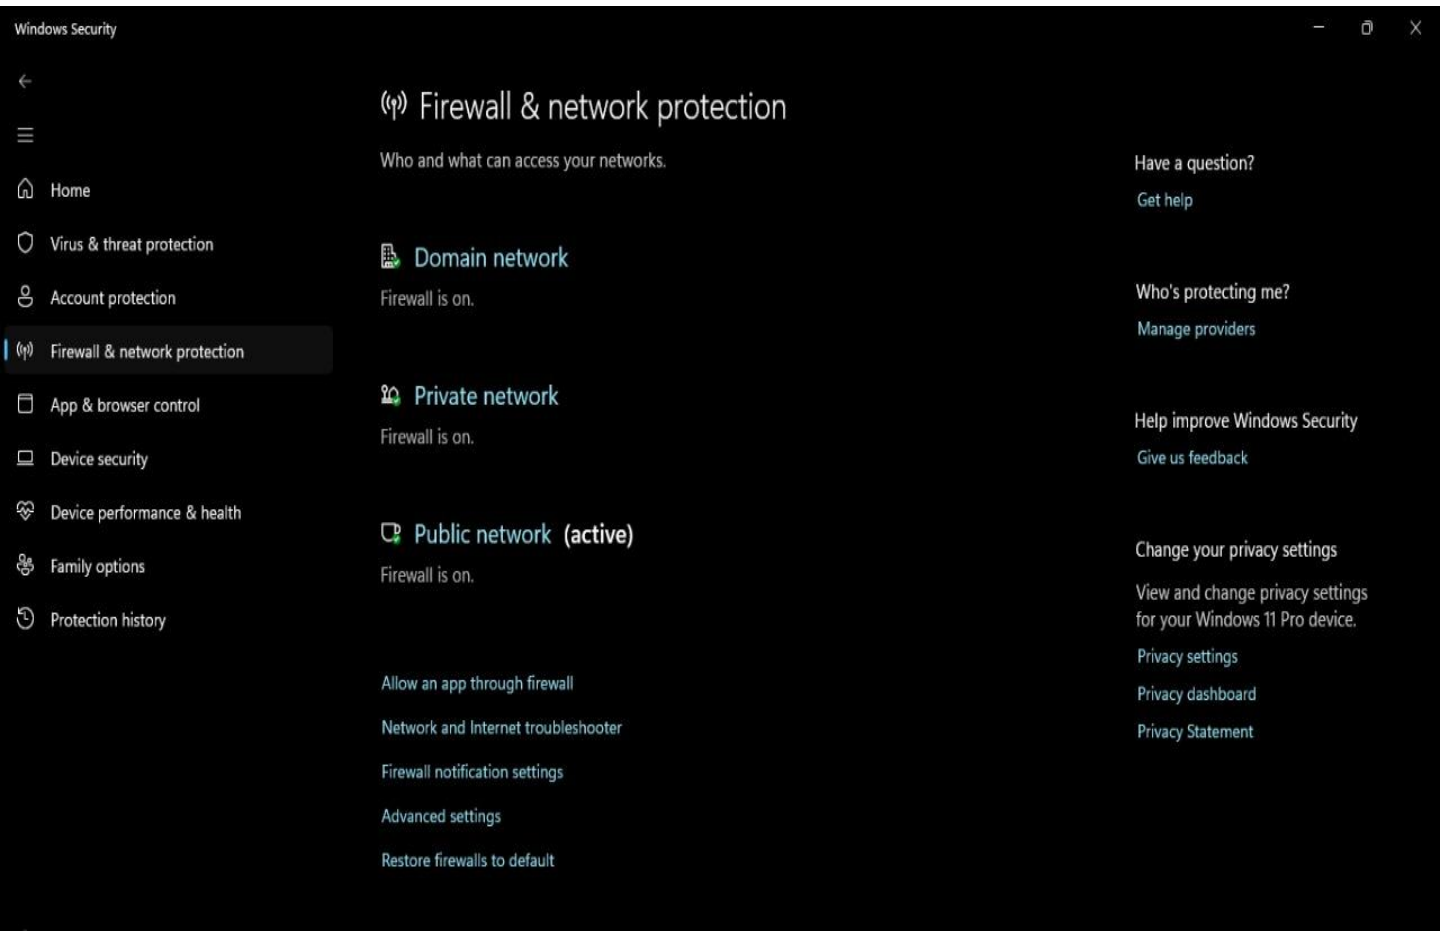 Windows Security
Home
Virus & threat protection
Account protection
Firewall & network protection
App & browser control
Device security
Device performance & health
Family options
Protection history
Firewall & network protection
Who and what can access your networks.
Domain network
Firewall is on.
Private network
Firewall is on.
Public network (active)
Firewall is on.
Allow an app through firewall
Network and Internet troubleshooter
Firewall notification settings
Advanced settings
Restore firewalls to default
Have a question?
Get help
Who's protecting me?
Manage providers
Help improve Windows Security
Give us feedback
Change your privacy settings
View and change privacy settings
for your Windows 11 Pro device.
Privacy settings
Privacy dashboard
Privacy Statement